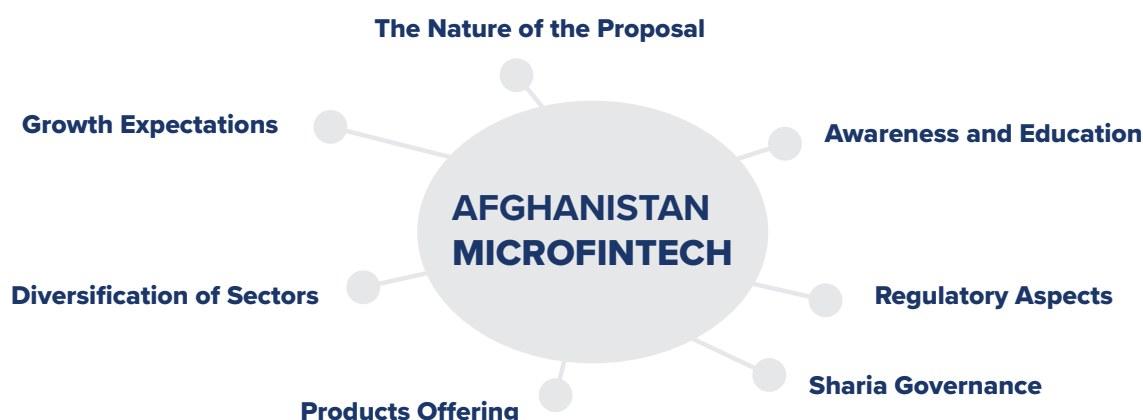 The Nature of the Proposal
Growth Expectations
Awareness and Education
AFGHANISTAN
MICROFINTECH
Diversification of Sectors
Regulatory Aspects
Sharia Governance
Products Offering